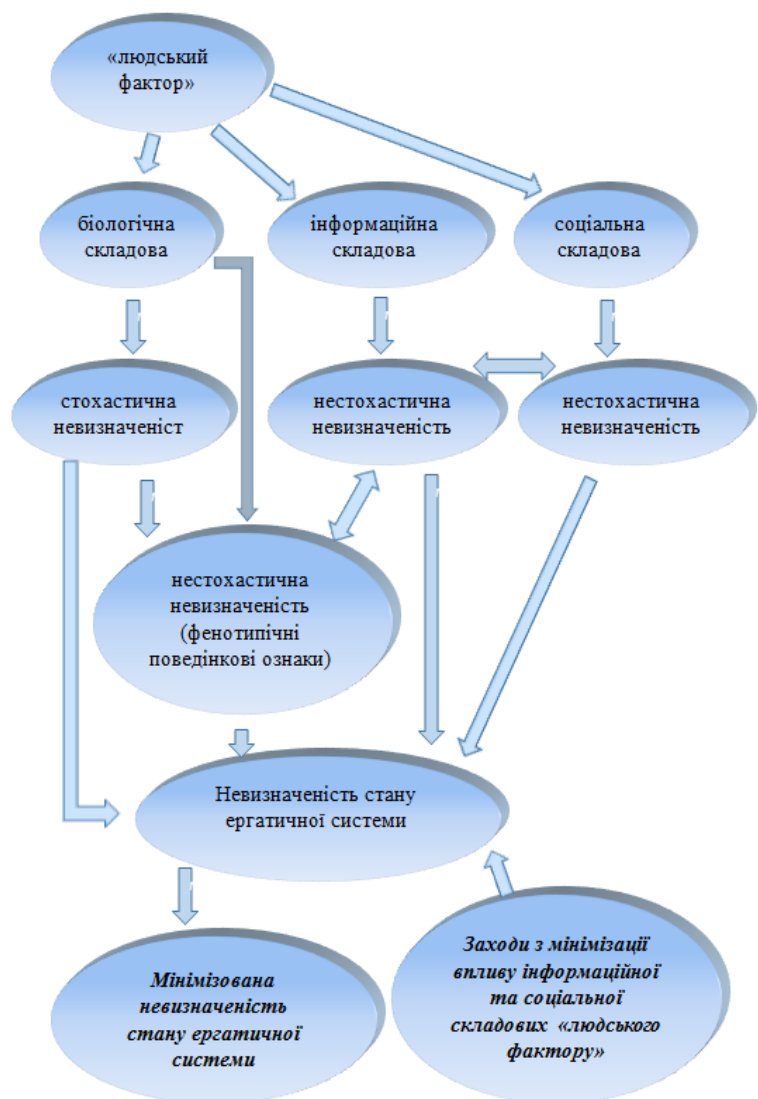 «людський
фактор»
біологічна
складова
інформаційна
складова
соціальна
складова
стохастична
невизначеніст
нестохастична
невизначеність
нестохастична
невизначеність
нестохастична
невизначеність
(фенотипічні
поведінкові ознаки)
Невизначеність стану
ергатичної системи
Мінімізована
невизначеність
стану ергатичної
системи
Заходи з мінімізації
впливу інформаційної
та соціальної
складових «людського
фактору»